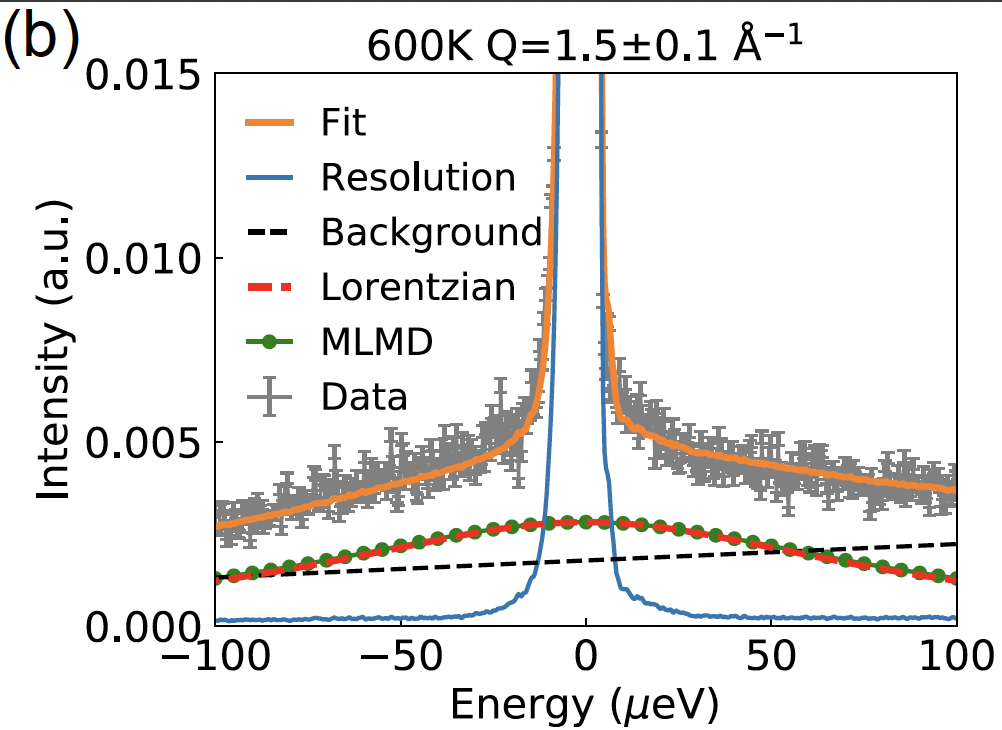 (b)
600K Q=1.5±0.1 Å⁻¹
0.015
0.010
0.005
0.000
Intensity (a.u.)
Fit
Resolution
Background
Lorentzian
MLMD
Data
−100
−50
0
50
100
Energy (μeV)